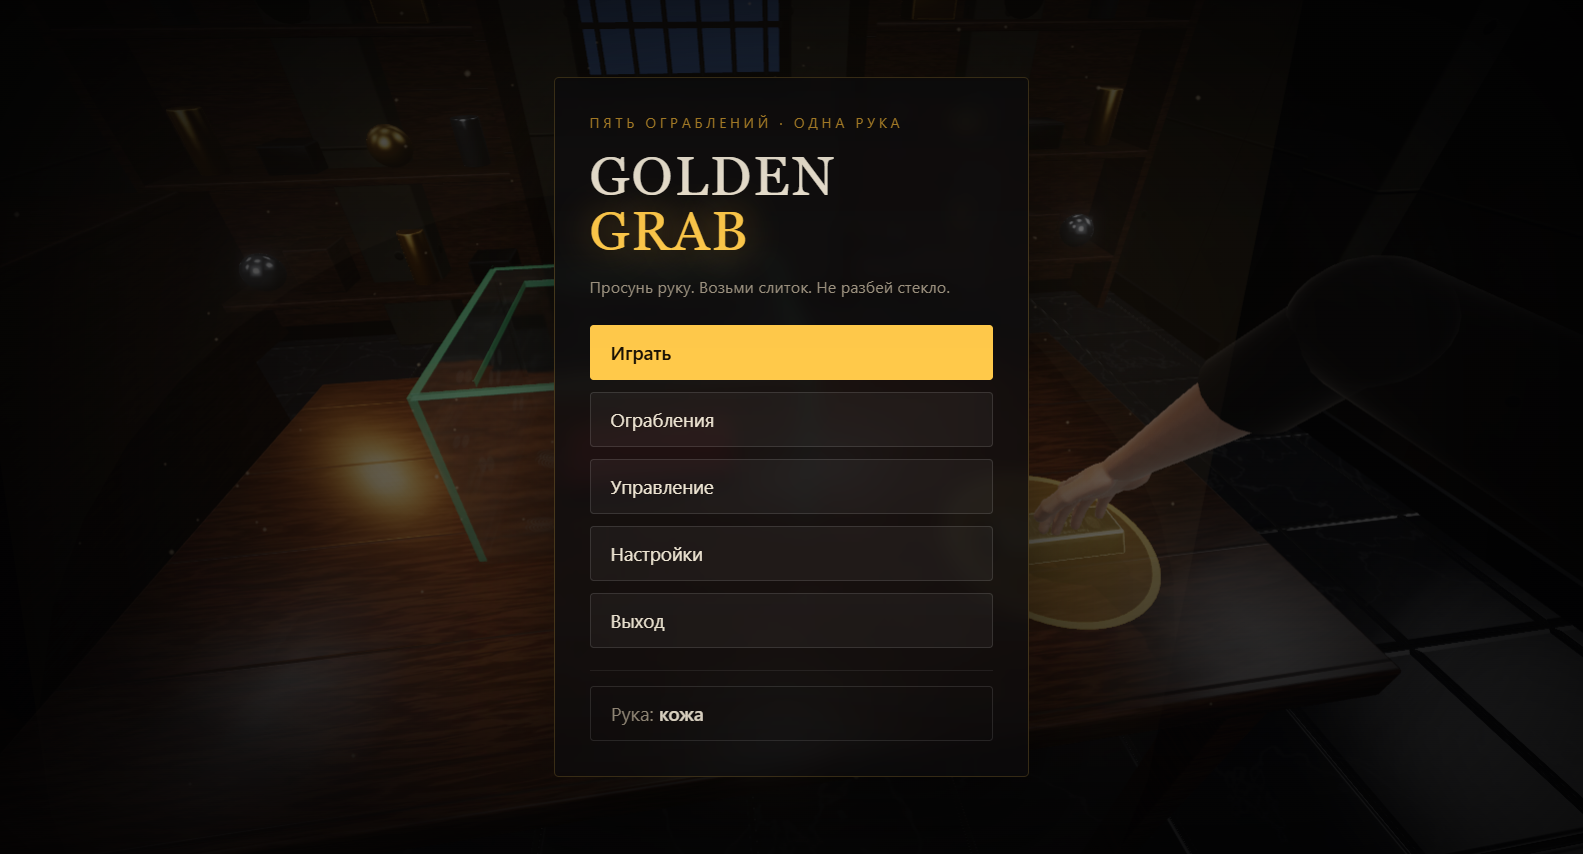 ПЯТЬ ОГРАБЛЕНИЙ · ОДНА РУКА
GOLDEN
GRAB
Просунь руку. Возьми слиток. Не разбей стекло.
Играть
Ограбления
Управление
Настройки
Выход
Рука: кожа